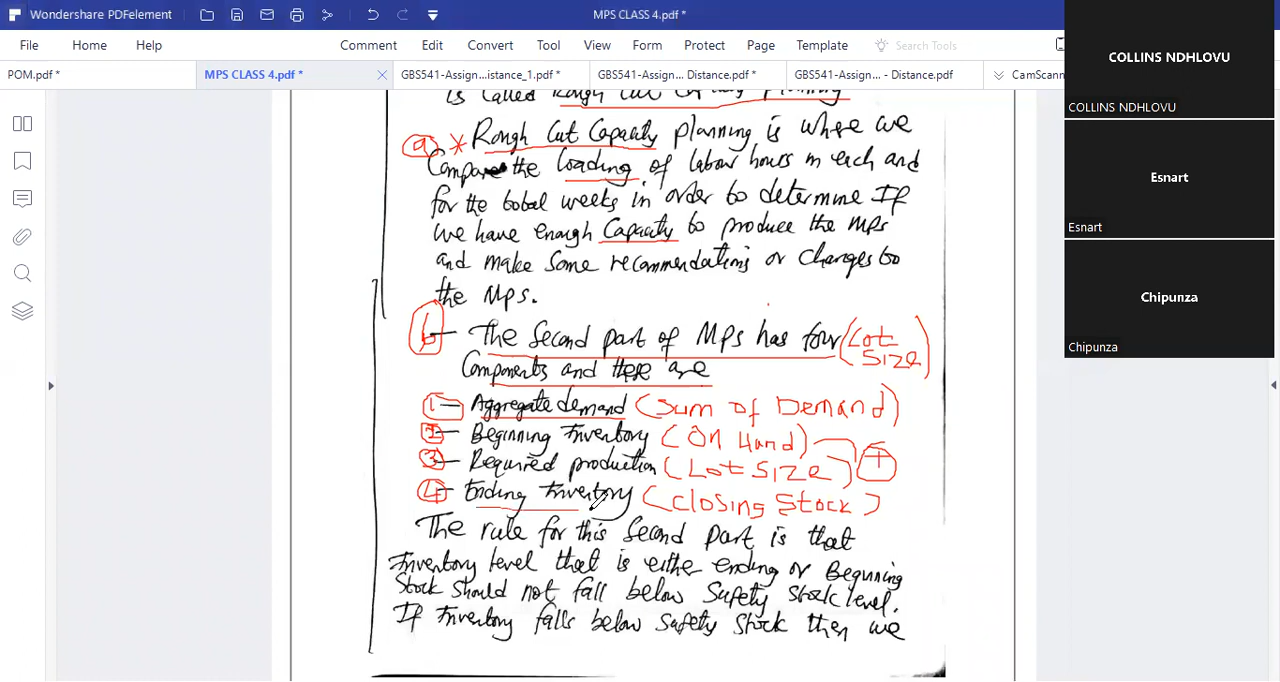 Wondershare PDFelement
MPS CLASS 4.pdf *
File Home Help Comment Edit Convert Tool View Form Protect Page Template Search Tools
POM.pdf * MPS CLASS 4.pdf * GBS541-Assign...istance_1.pdf * GBS541-Assign... Distance.pdf * GBS541-Assign... - Distance.pdf CamScann
is called Rough Cut Capacity planning
a * Rough Cut Capacity planning is where we
Compare the loading of labour hours in each and
for the total weeks in order to determine If
we have enough Capacity to produce the MPS
and make some recommendations or changes to
the MPS.
b - The Second part of MPS has four (Lot
SIZE)
Components and these are
1 - Aggregate demand (Sum of Demand)
2 - Beginning Inventory (On Hand)
3 - Required production (Lot SIZE) +
4 - Ending Inventory (Closing Stock)
The rule for this Second Part is that
Inventory level that is either ending or Beginning
Stock should not fall below Safety Stock level.
If Inventory falls below Safety Stock then we
COLLINS NDHLOVU
COLLINS NDHLOVU
Esnart
Esnart
Chipunza
Chipunza